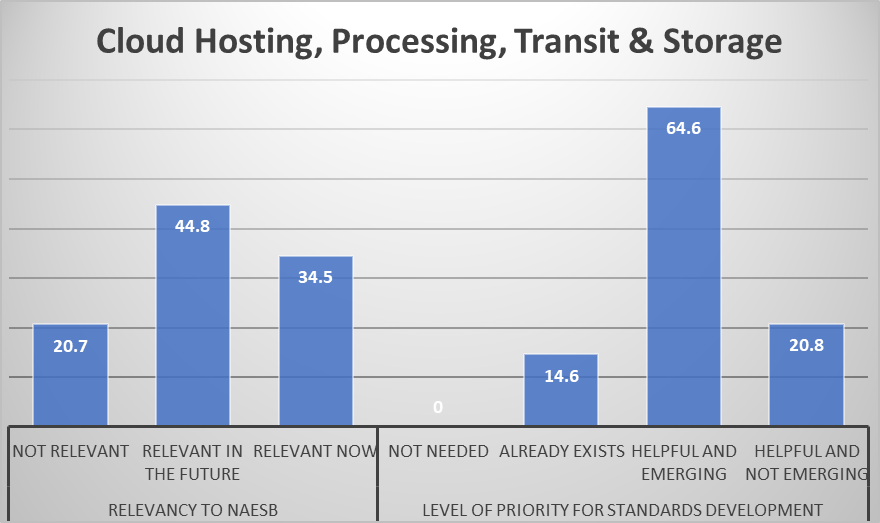 Cloud Hosting, Processing, Transit & Storage
20.7
44.8
34.5
0
14.6
64.6
20.8
NOT RELEVANT
RELEVANT IN
THE FUTURE
RELEVANT NOW
NOT NEEDED
ALREADY EXISTS
HELPFUL AND
EMERGING
HELPFUL AND
NOT EMERGING
RELEVANCY TO NAESB
LEVEL OF PRIORITY FOR STANDARDS DEVELOPMENT